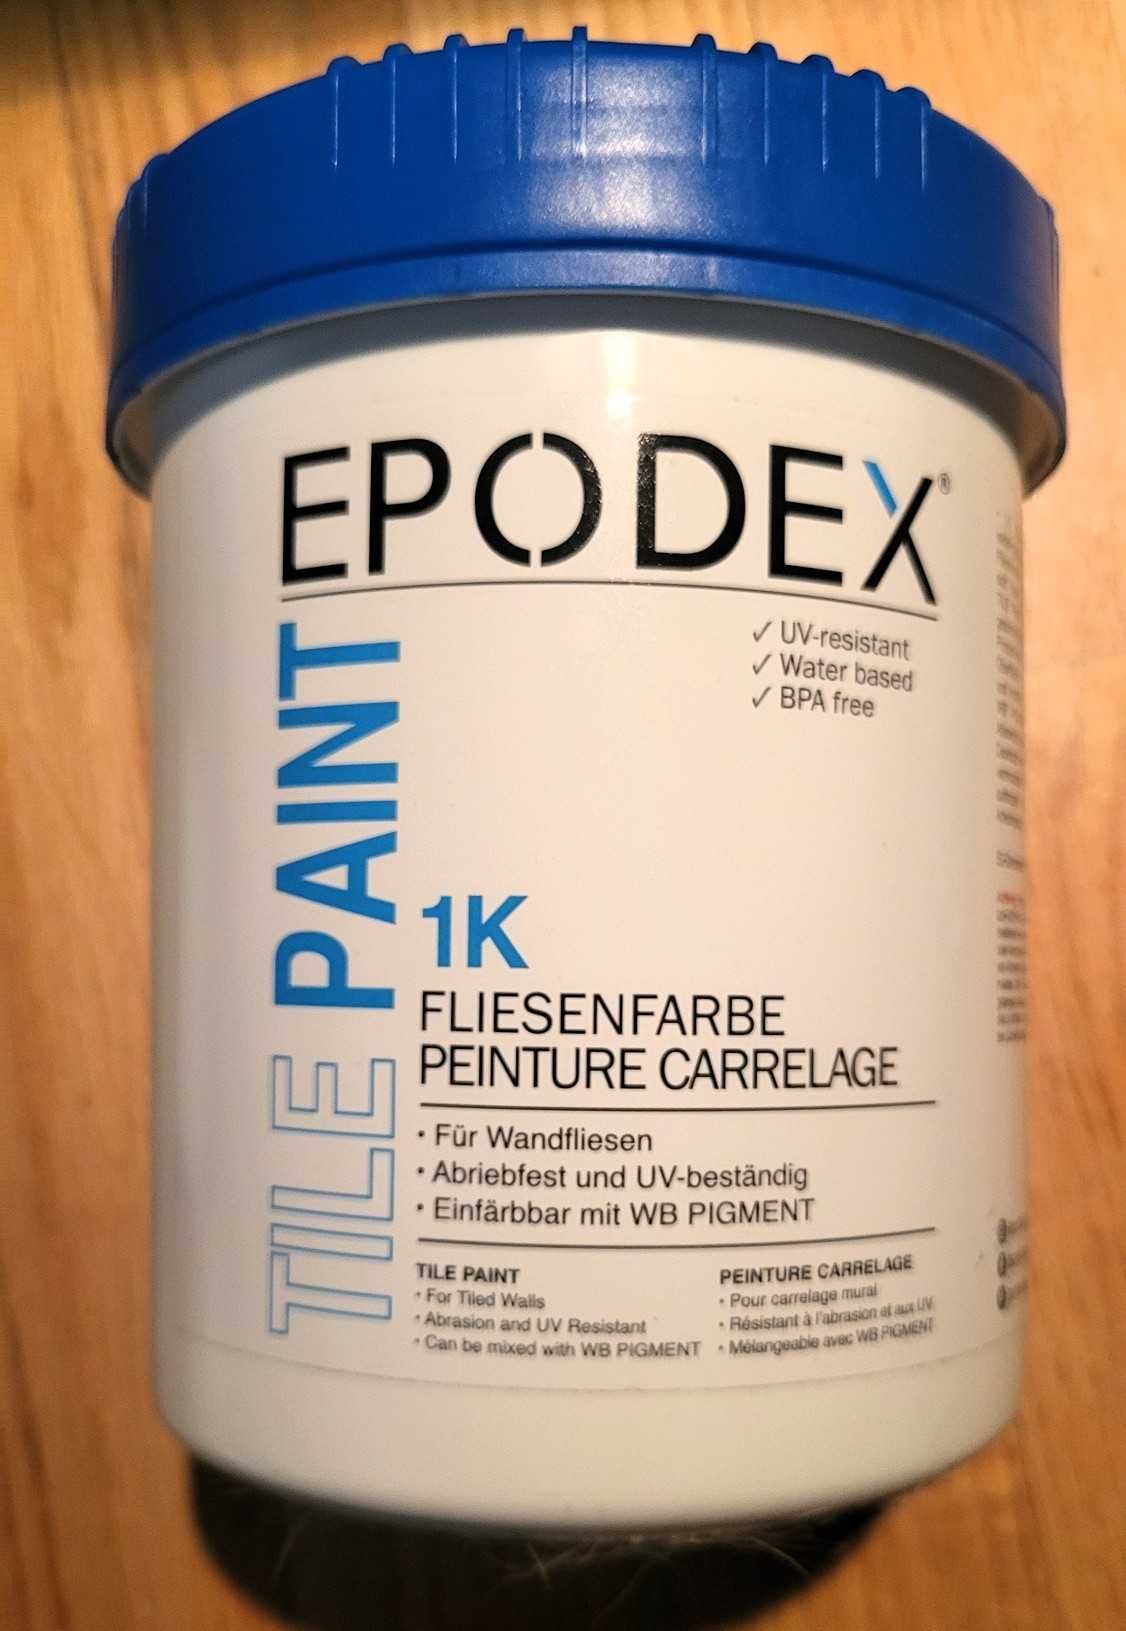 EPODEX®
TILE PAINT
✓ UV-resistant
✓ Water based
✓ BPA free
1K
FLIESENFARBE
PEINTURE CARRELAGE
• Für Wandfliesen
• Abriebfest und UV-beständig
• Einfärbbar mit WB PIGMENT
TILE PAINT
• For Tiled Walls
• Abrasion and UV Resistant
• Can be mixed with WB PIGMENT
PEINTURE CARRELAGE
• Pour carrelage mural
• Résistant à l'abrasion et aux UV
• Mélangeable avec WB PIGMENT